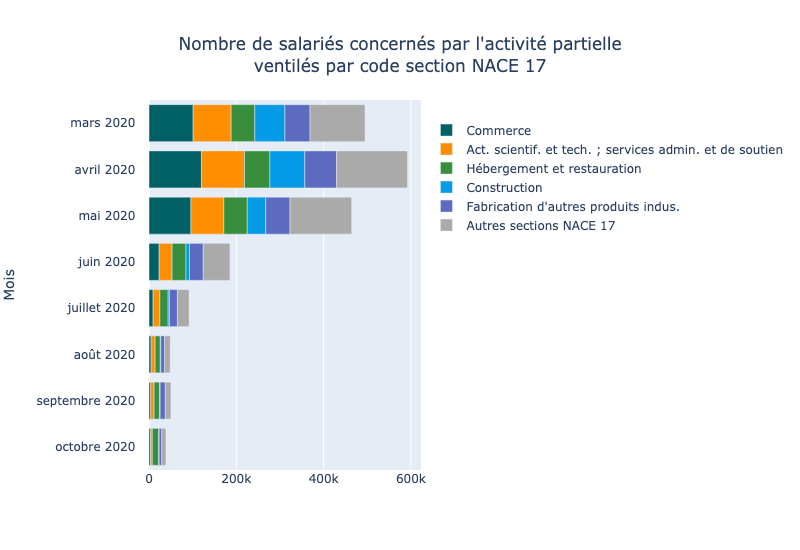 Nombre de salariés concernés par l'activité partielle
ventilés par code section NACE 17
Mois
mars 2020
avril 2020
mai 2020
juin 2020
juillet 2020
août 2020
septembre 2020
octobre 2020
0
200k
400k
600k
Commerce
Act. scientif. et tech. ; services admin. et de soutien
Hébergement et restauration
Construction
Fabrication d'autres produits indus.
Autres sections NACE 17